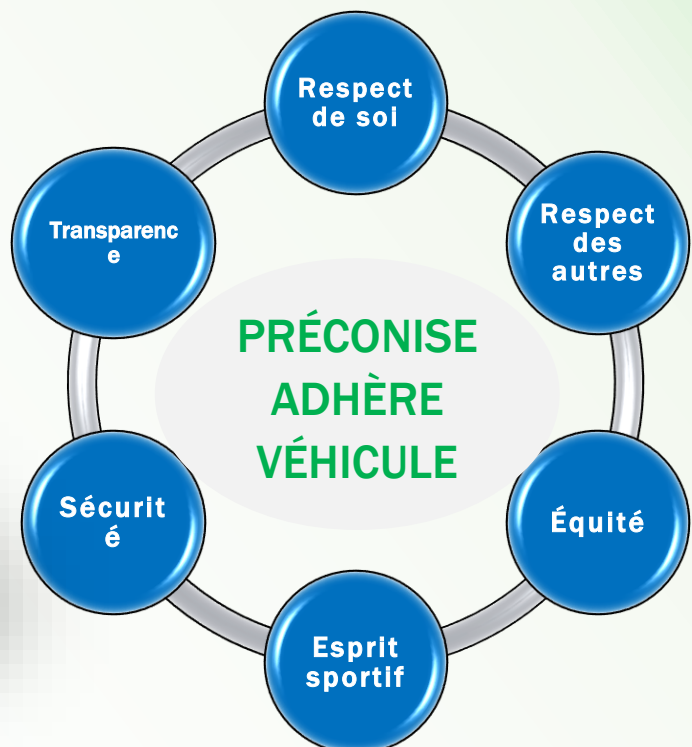 Respect
de soi
Respect
des
autres
Équité
Esprit
sportif
Sécurit
é
Transparenc
e
PRÉCONISE
ADHÈRE
VÉHICULE